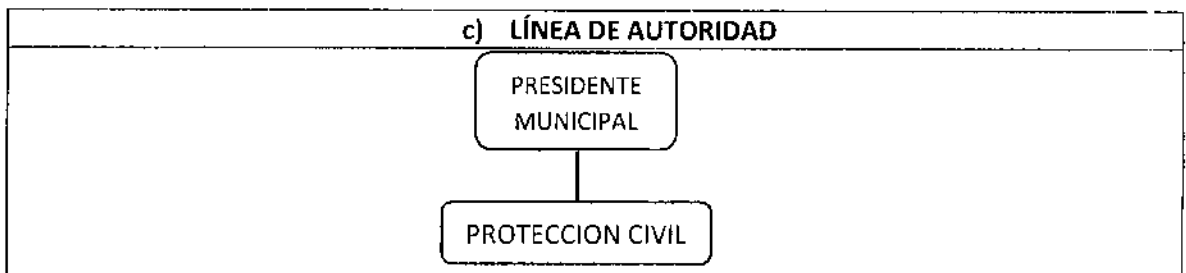 c) LÍNEA DE AUTORIDAD
PRESIDENTE
MUNICIPAL
PROTECCION CIVIL